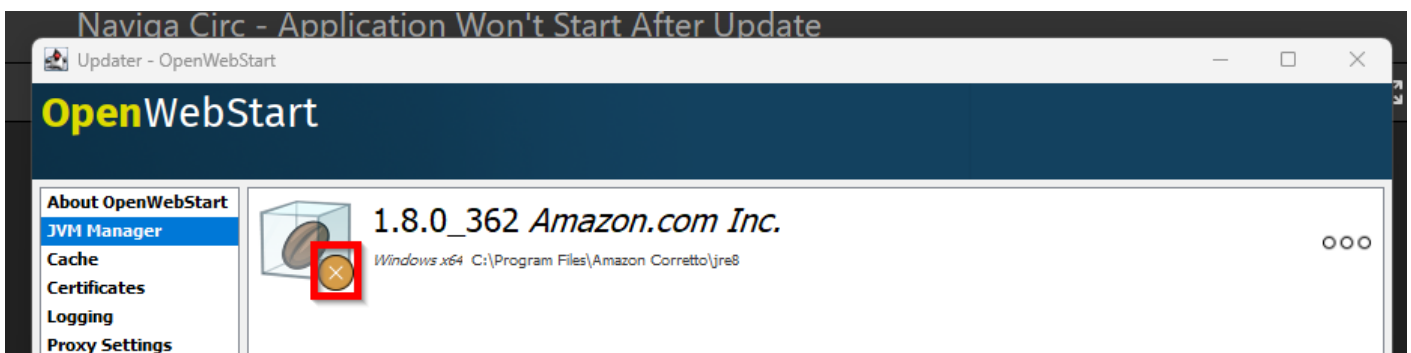 Naviga Circ - Application Won't Start After Update
Updater - OpenWebStart
OpenWebStart
About OpenWebStart
JVM Manager
Cache
Certificates
Logging
Proxy Settings
1.8.0_362 Amazon.com Inc.
Windows x64 C:\Program Files\Amazon Corretto\jre8